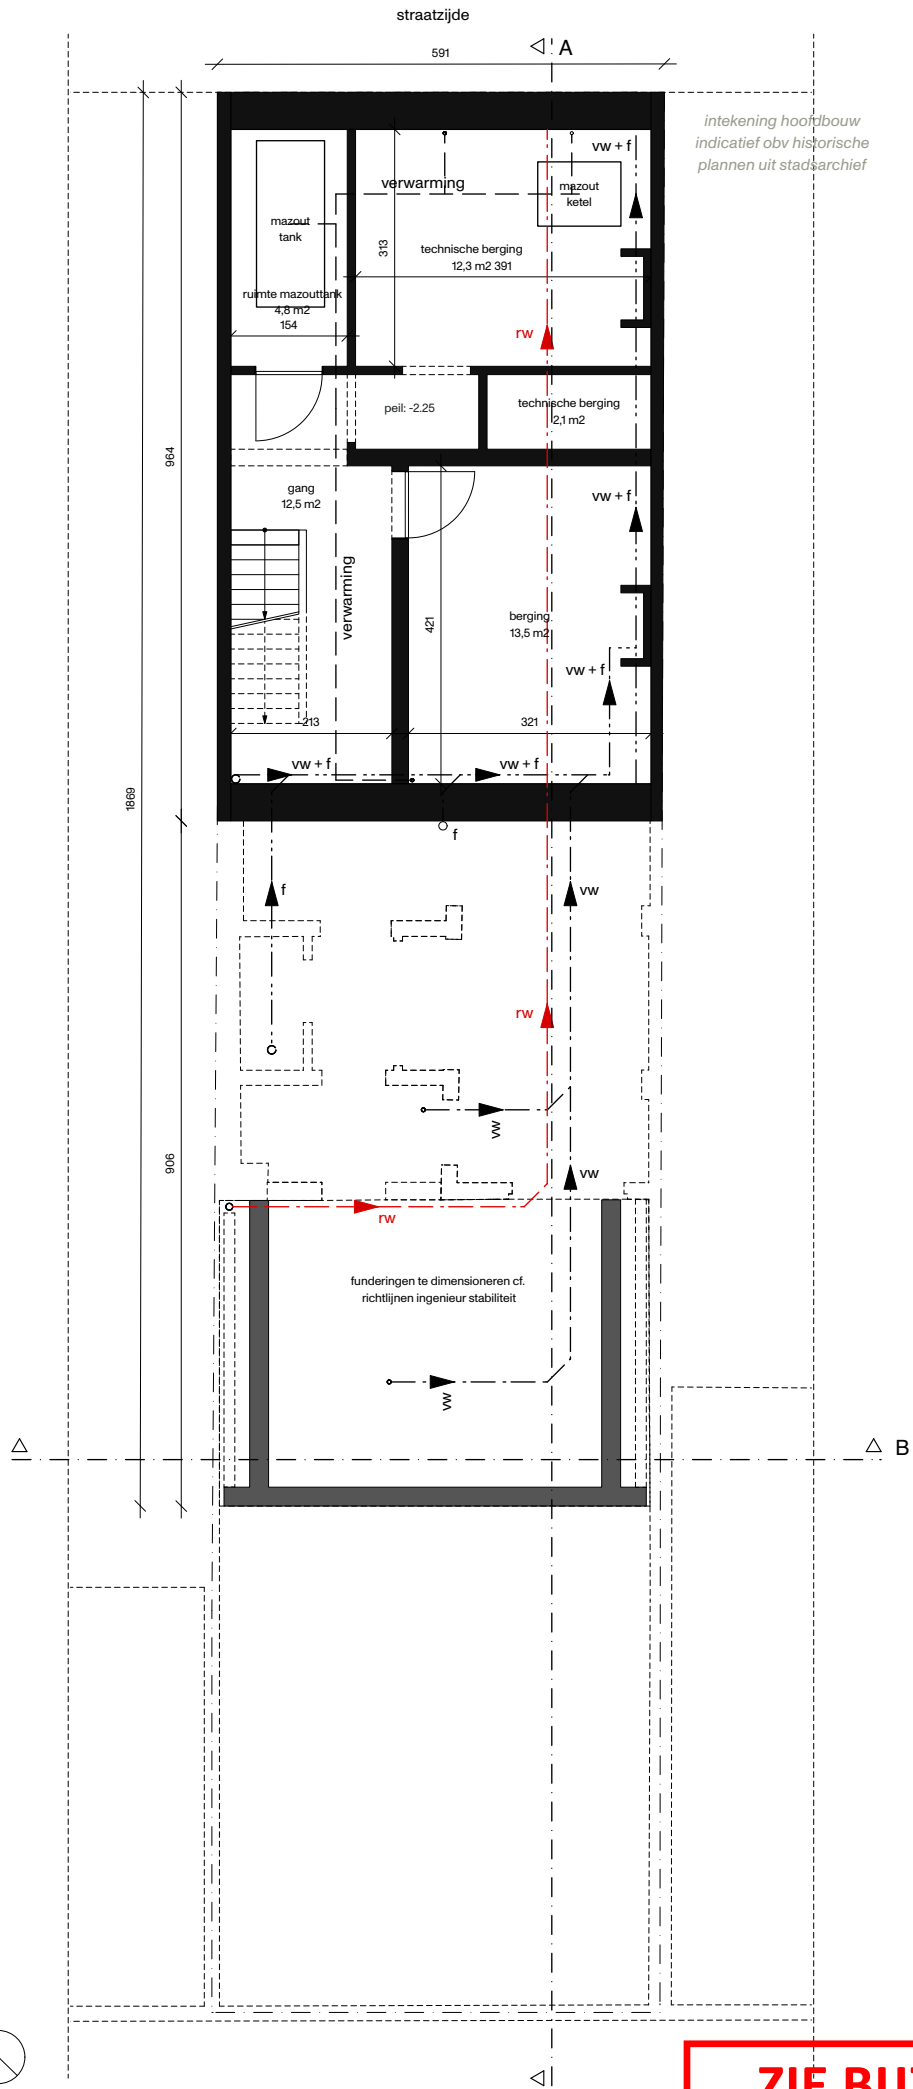 straatzijde
591
A
intekening hoofdbouw
indicatief obv historische
plannen uit stadsarchief
vw + f
verwarming
mazout
ketel
mazout
tank
313
technische berging
12,3 m2 391
ruimte mazouttank
4,8 m2
154
rw
peil: -2.25
technische berging
2,1 m2
964
gang
12,5 m2
vw + f
verwarming
421
berging
13,5 m2
vw + f
213
321
vw + f
vw + f
1869
f
f
vw
rw
vw
906
vw
rw
funderingen te dimensioneren cf.
richtlijnen ingenieur stabiliteit
vw
B
ZIE